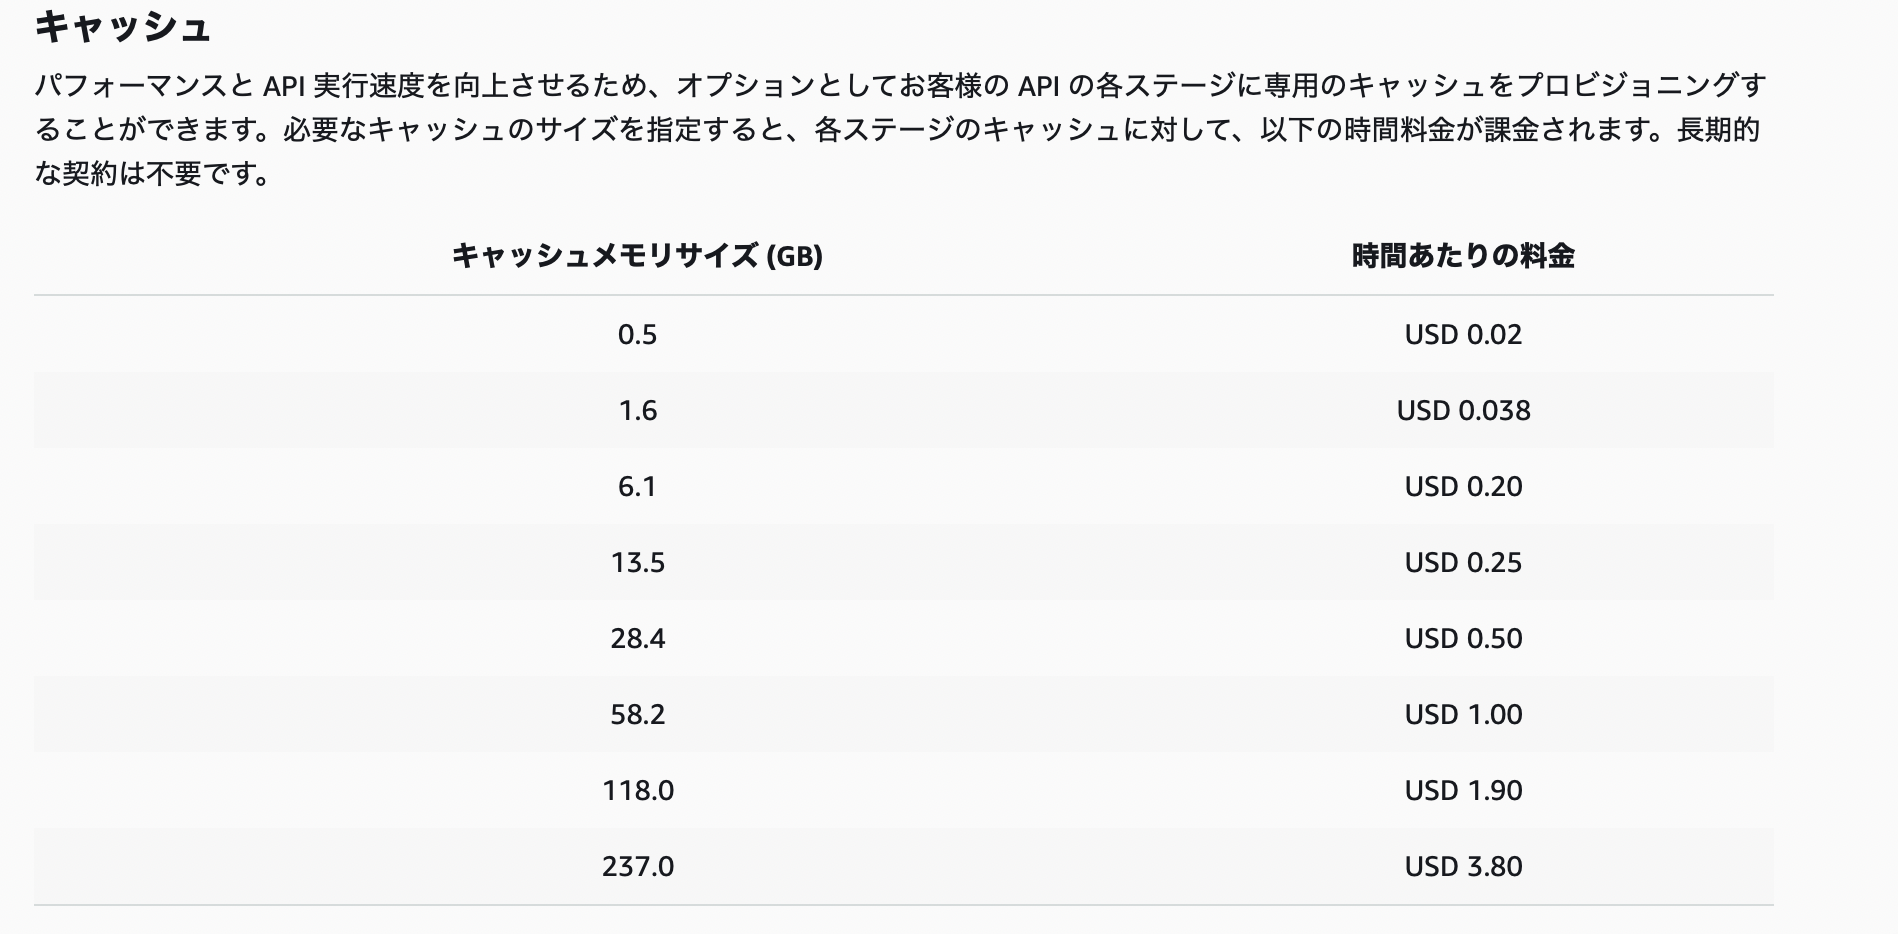 キャッシュ
パフォーマンスと API 実行速度を向上させるため、オプションとしてお客様の API の各ステージに専用のキャッシュをプロビジョニングす
ることができます。必要なキャッシュのサイズを指定すると、各ステージのキャッシュに対して、以下の時間料金が課金されます。長期的
な契約は不要です。
キャッシュメモリサイズ (GB) 時間あたりの料金
0.5 USD 0.02
1.6 USD 0.038
6.1 USD 0.20
13.5 USD 0.25
28.4 USD 0.50
58.2 USD 1.00
118.0 USD 1.90
237.0 USD 3.80